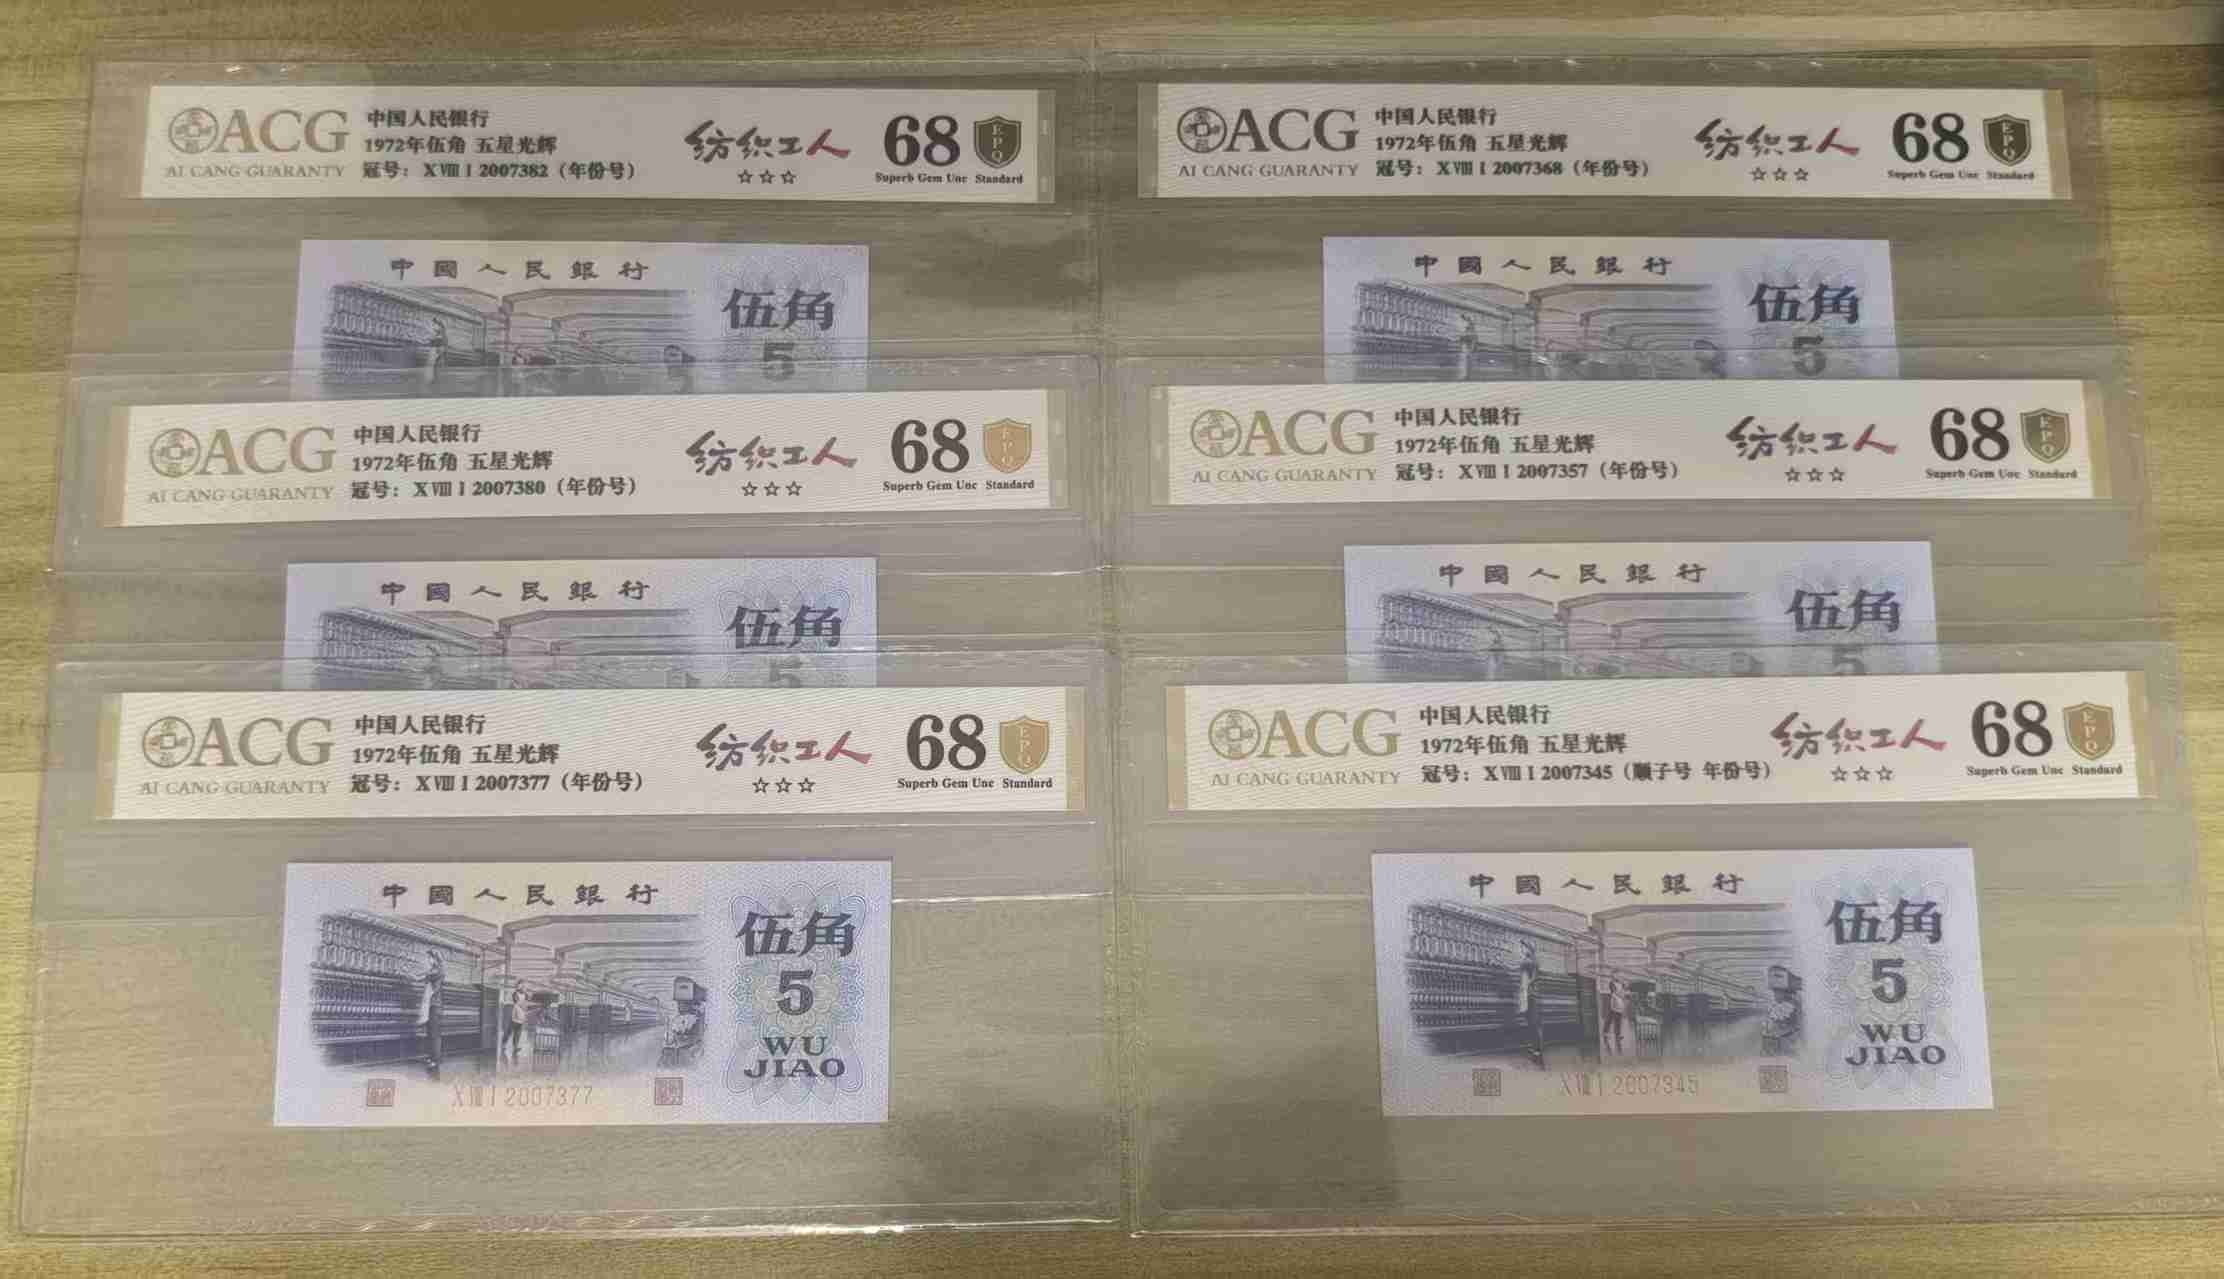 ACG
AI CANG GUARANTY
中国人民银行
1972年伍角 五星光辉
冠号：XⅧI 2007382（年份号）
纺织工人
☆☆☆
68
EPQ
Superb Gem Unc Standard
中國人民銀行
伍角
5
ACG
AI CANG GUARANTY
中国人民银行
1972年伍角 五星光辉
冠号：XⅧI 2007368（年份号）
纺织工人
☆☆☆
68
EPQ
Superb Gem Unc Standard
中國人民銀行
伍角
5
ACG
AI CANG GUARANTY
中国人民银行
1972年伍角 五星光辉
冠号：XⅧI 2007380（年份号）
纺织工人
☆☆☆
68
EPQ
Superb Gem Unc Standard
中國人民銀行
伍角
5
ACG
AI CANG GUARANTY
中国人民银行
1972年伍角 五星光辉
冠号：XⅧI 2007357（年份号）
纺织工人
☆☆☆
68
EPQ
Superb Gem Unc Standard
中國人民銀行
伍角
5
ACG
AI CANG GUARANTY
中国人民银行
1972年伍角 五星光辉
冠号：XⅧI 2007377（年份号）
纺织工人
☆☆☆
68
EPQ
Superb Gem Unc Standard
中國人民銀行
伍角
5
WU
JIAO
XⅧI 2007377
ACG
AI CANG GUARANTY
中国人民银行
1972年伍角 五星光辉
冠号：XⅧI 2007345（顺子号 年份号）
纺织工人
☆☆☆
68
EPQ
Superb Gem Unc Standard
中國人民銀行
伍角
5
WU
JIAO
XⅧI 2007345